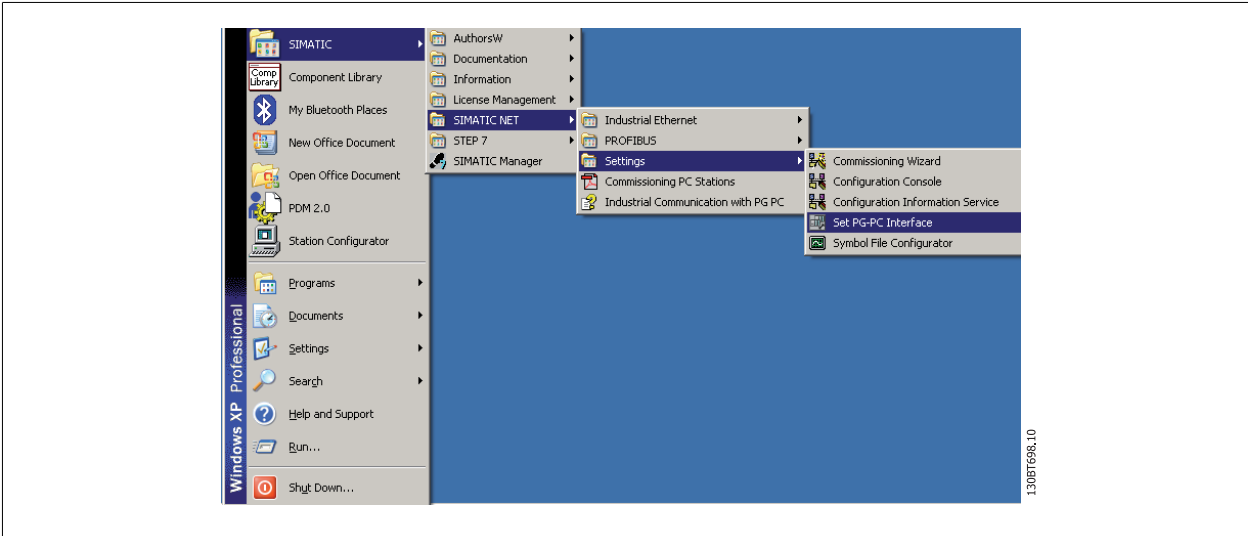 SIMATIC
Comp
Library
Component Library
My Bluetooth Places
New Office Document
Open Office Document
PDM 2.0
Station Configurator
Programs
Documents
Settings
Search
Help and Support
Run...
Shut Down...
Windows XP Professional
AuthorsW
Documentation
Information
License Management
SIMATIC NET
STEP 7
SIMATIC Manager
Industrial Ethernet
PROFIBUS
Settings
Commissioning PC Stations
Industrial Communication with PG PC
Commissioning Wizard
Configuration Console
Configuration Information Service
Set PG-PC Interface
Symbol File Configurator
130BT698.10